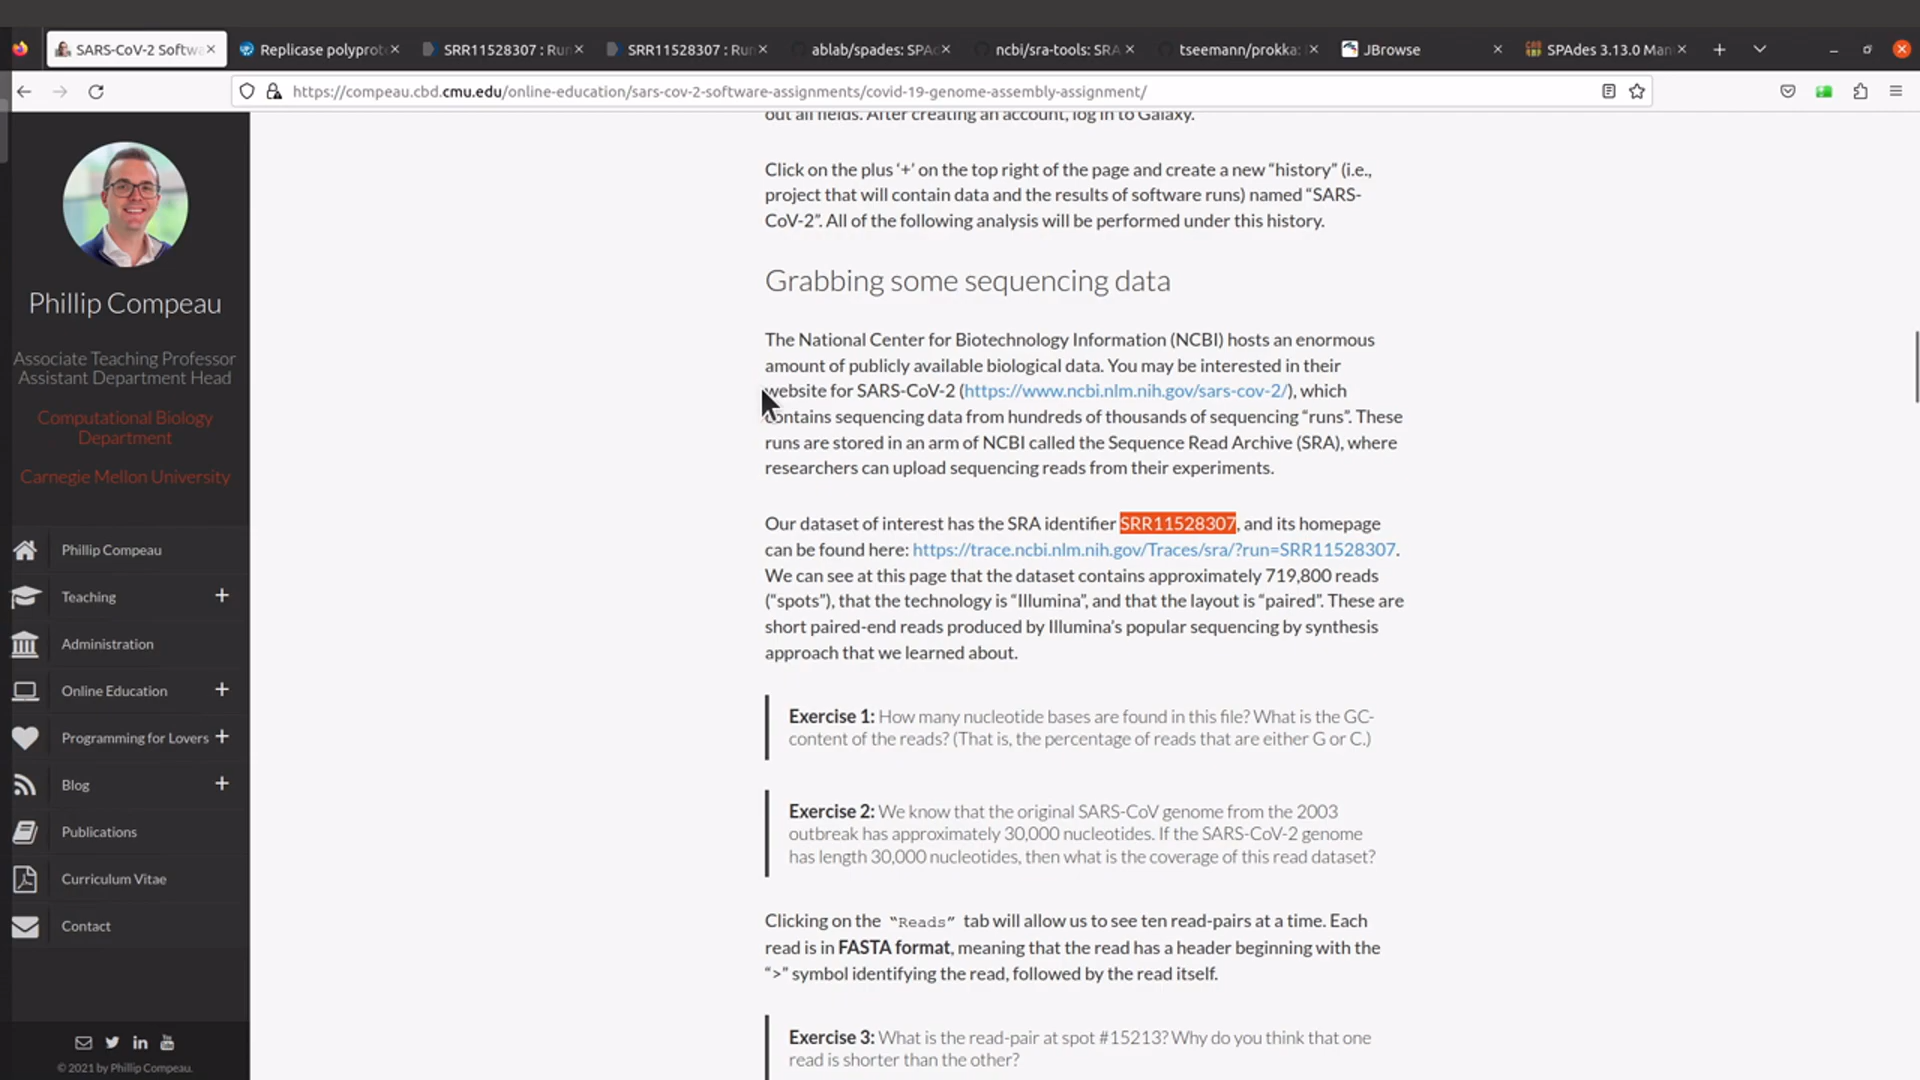 SARS-CoV-2 Softwa
Replicase polyprot
SRR11528307 : Run
SRR11528307 : Run
ablab/spades: SPA
ncbi/sra-tools: SRA
tseemann/prokka:
JBrowse
SPAdes 3.13.0 Man
https://compeau.cbd.cmu.edu/online-education/sars-cov-2-software-assignments/covid-19-genome-assembly-assignment/
Phillip Compeau
Associate Teaching Professor
Assistant Department Head
Computational Biology
Department
Carnegie Mellon University
Phillip Compeau
Teaching
Administration
Online Education
Programming for Lovers
Blog
Publications
Curriculum Vitae
Contact
© 2021 by Phillip Compeau.
out all fields. After creating an account, log in to Galaxy.
Click on the plus ‘+’ on the top right of the page and create a new “history” (i.e.,
project that will contain data and the results of software runs) named “SARS-
CoV-2”. All of the following analysis will be performed under this history.
Grabbing some sequencing data
The National Center for Biotechnology Information (NCBI) hosts an enormous
amount of publicly available biological data. You may be interested in their
website for SARS-CoV-2 (https://www.ncbi.nlm.nih.gov/sars-cov-2/), which
contains sequencing data from hundreds of thousands of sequencing “runs”. These
runs are stored in an arm of NCBI called the Sequence Read Archive (SRA), where
researchers can upload sequencing reads from their experiments.
Our dataset of interest has the SRA identifier SRR11528307, and its homepage
can be found here: https://trace.ncbi.nlm.nih.gov/Traces/sra/?run=SRR11528307.
We can see at this page that the dataset contains approximately 719,800 reads
(“spots”), that the technology is “Illumina”, and that the layout is “paired”. These are
short paired-end reads produced by Illumina’s popular sequencing by synthesis
approach that we learned about.
Exercise 1: How many nucleotide bases are found in this file? What is the GC-
content of the reads? (That is, the percentage of reads that are either G or C.)
Exercise 2: We know that the original SARS-CoV genome from the 2003
outbreak has approximately 30,000 nucleotides. If the SARS-CoV-2 genome
has length 30,000 nucleotides, then what is the coverage of this read dataset?
Clicking on the “Reads” tab will allow us to see ten read-pairs at a time. Each
read is in FASTA format, meaning that the read has a header beginning with the
“>” symbol identifying the read, followed by the read itself.
Exercise 3: What is the read-pair at spot #15213? Why do you think that one
read is shorter than the other?